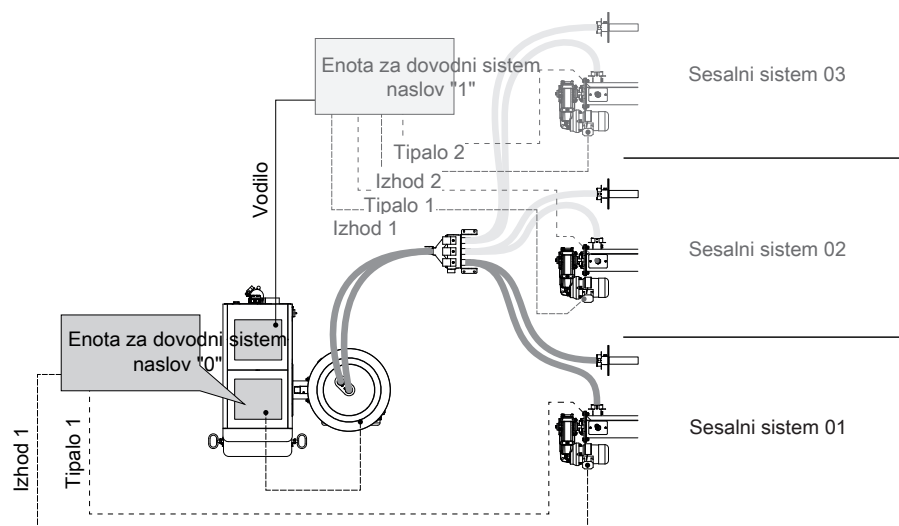 Enota za dovodni sistem
naslov "1"
Sesalni sistem 03
Tipalo 2
Izhod 2
Tipalo 1
Izhod 1
Vodilo
Sesalni sistem 02
Enota za dovodni sistem
naslov "0"
Sesalni sistem 01
Izhod 1
Tipalo 1